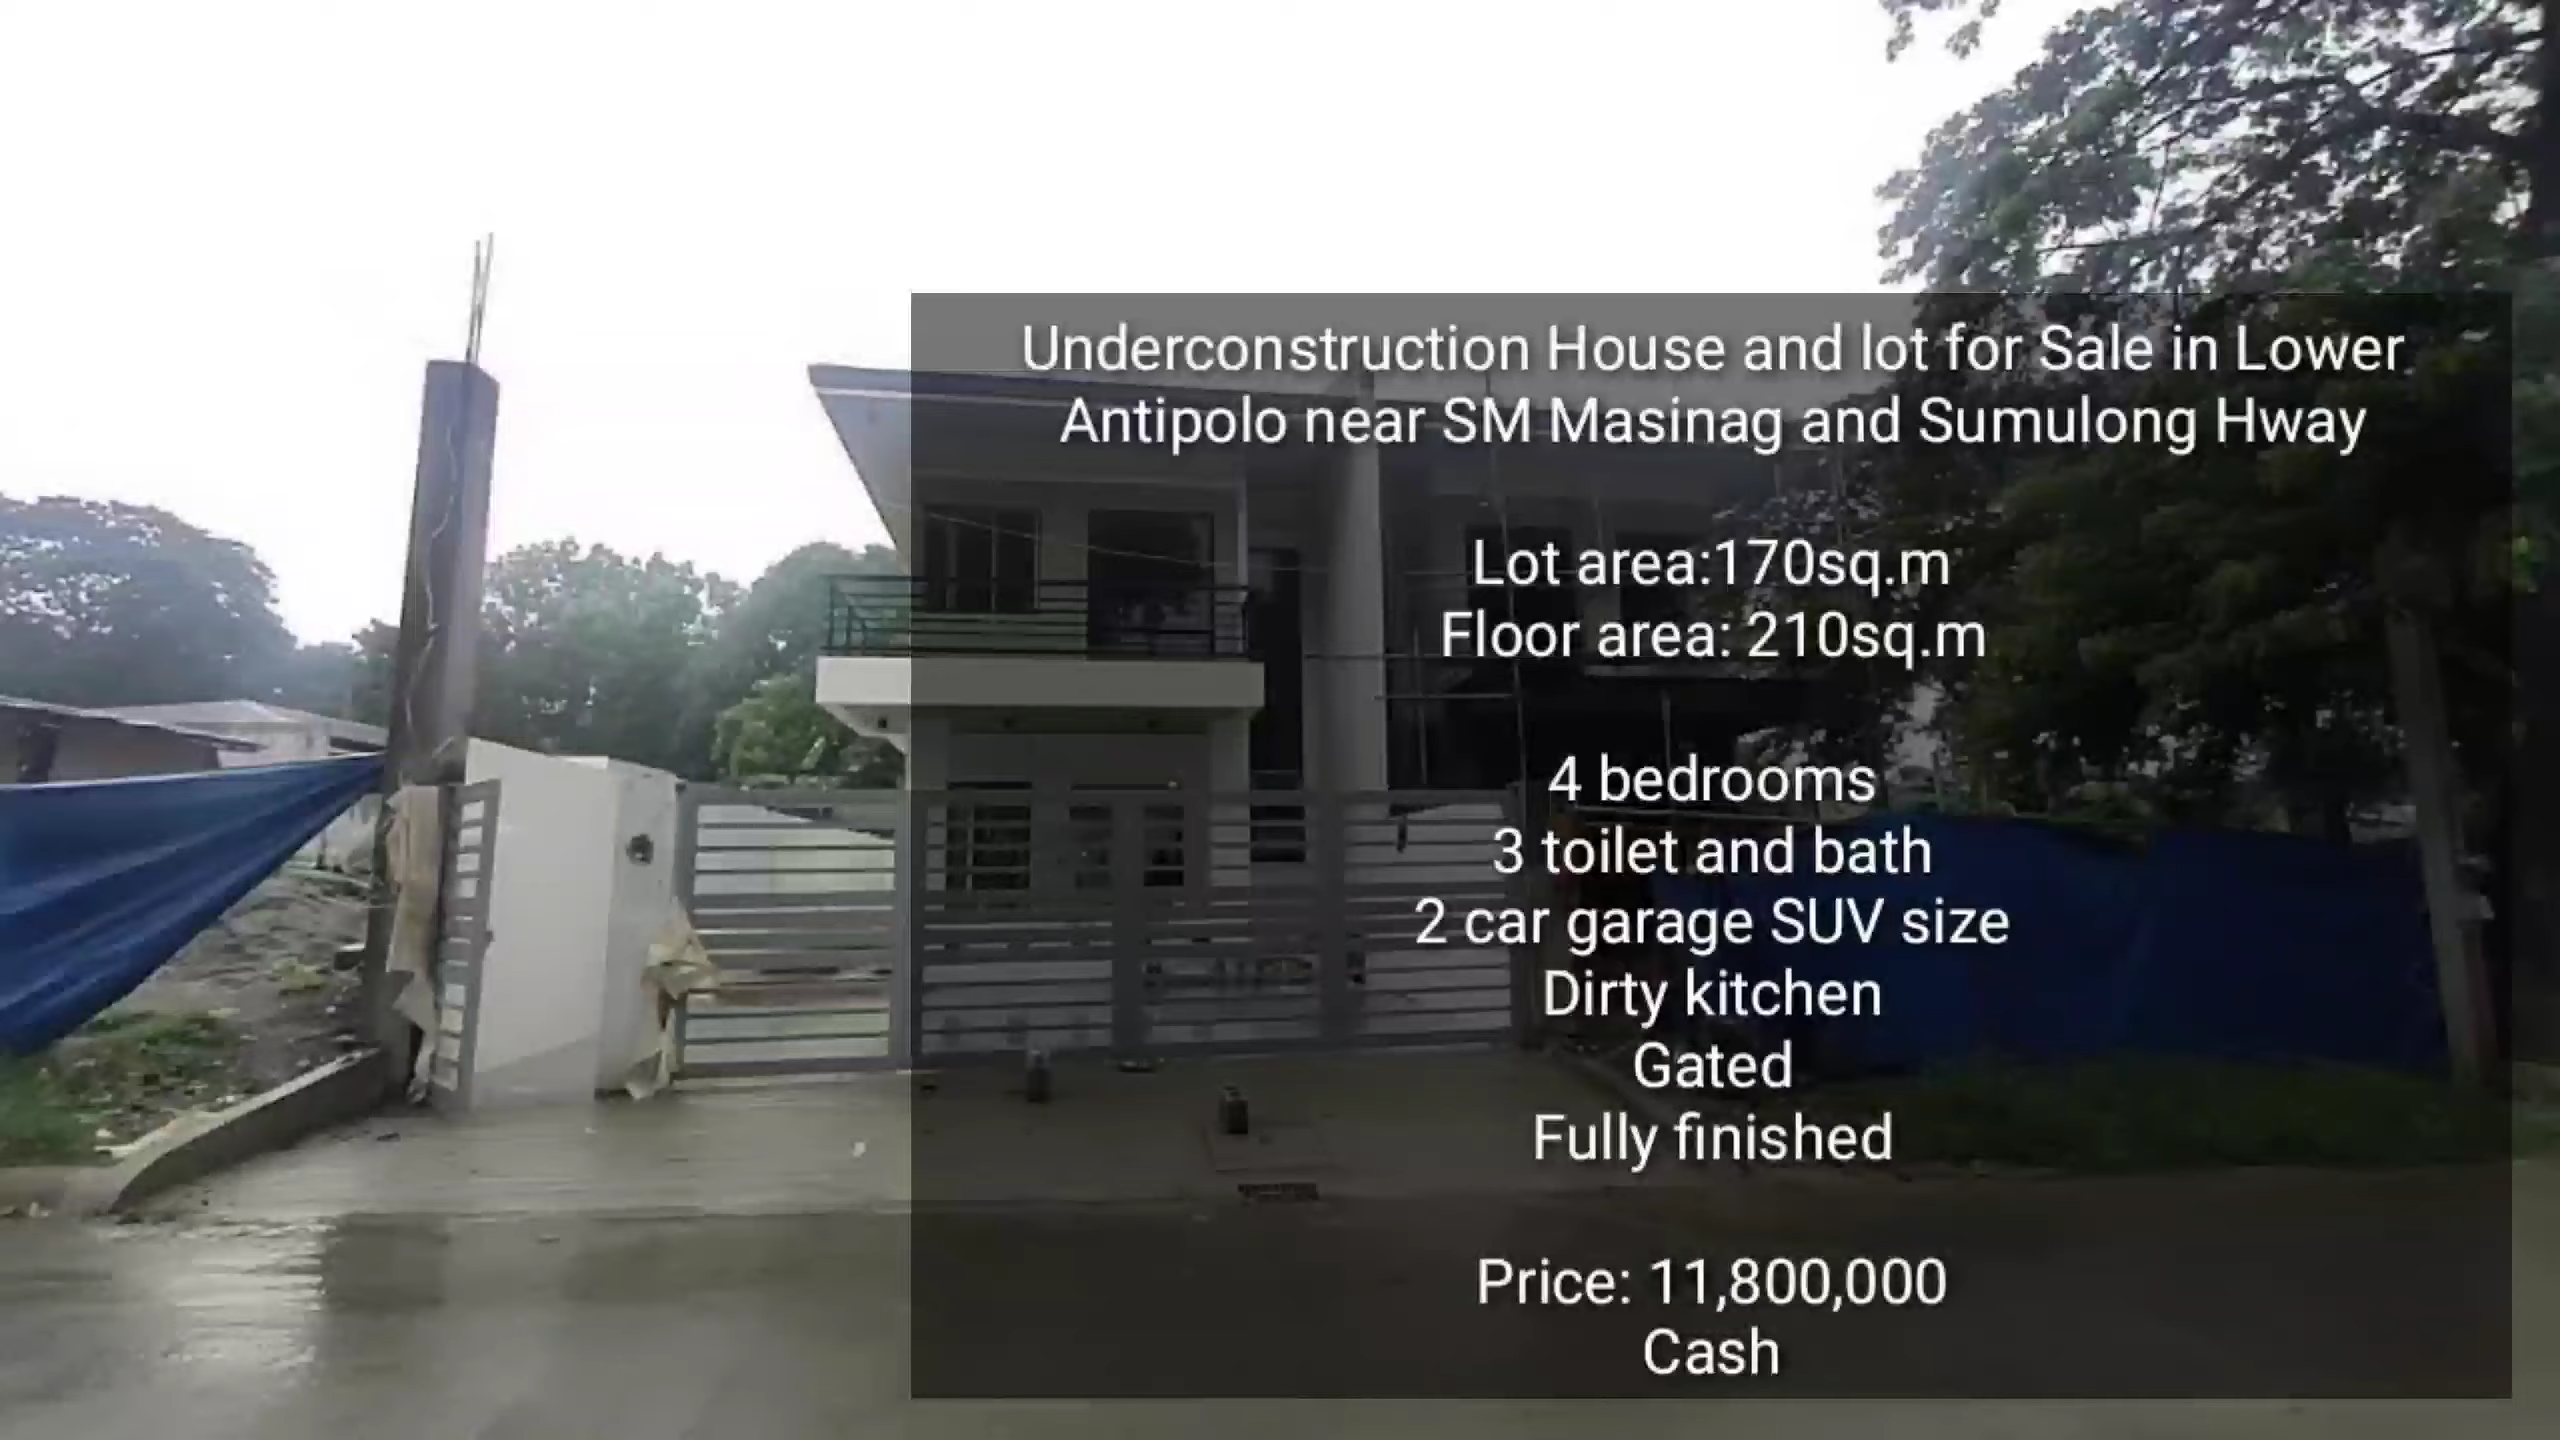 Underconstruction House and lot for Sale in Lower
Antipolo near SM Masinag and Sumulong Hway
Lot area:170sq.m
Floor area: 210sq.m
4 bedrooms
3 toilet and bath
2 car garage SUV size
Dirty kitchen
Gated
Fully finished
Price: 11,800,000
Cash